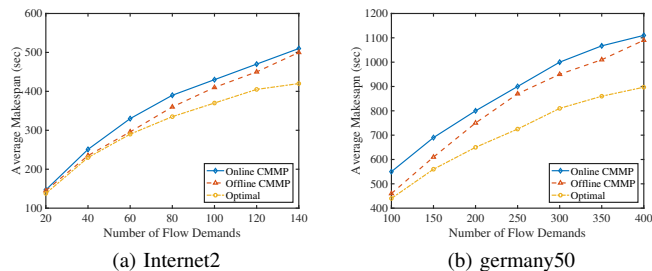 600
500
400
300
200
100
20 40 60 80 100 120 140
Average Makespan (sec)
Number of Flow Demands
Online CMMP
Offline CMMP
Optimal
(a) Internet2
1200
1100
1000
900
800
700
600
500
400
100 150 200 250 300 350 400
Average Makesapn (sec)
Number of Flow Demands
Online CMMP
Offline CMMP
Optimal
(b) germany50